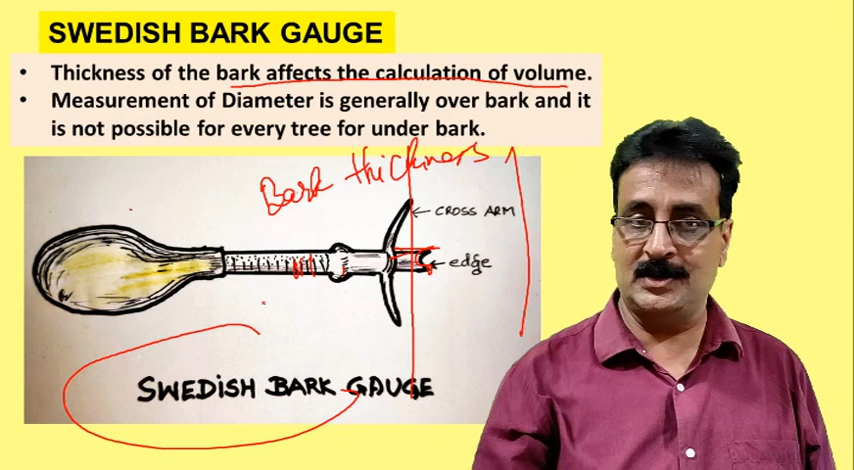 SWEDISH BARK GAUGE
• Thickness of the bark affects the calculation of volume.
• Measurement of Diameter is generally over bark and it
is not possible for every tree for under bark.
Bark thickness
CROSS ARM
edge
SWEDISH BARK GAUGE